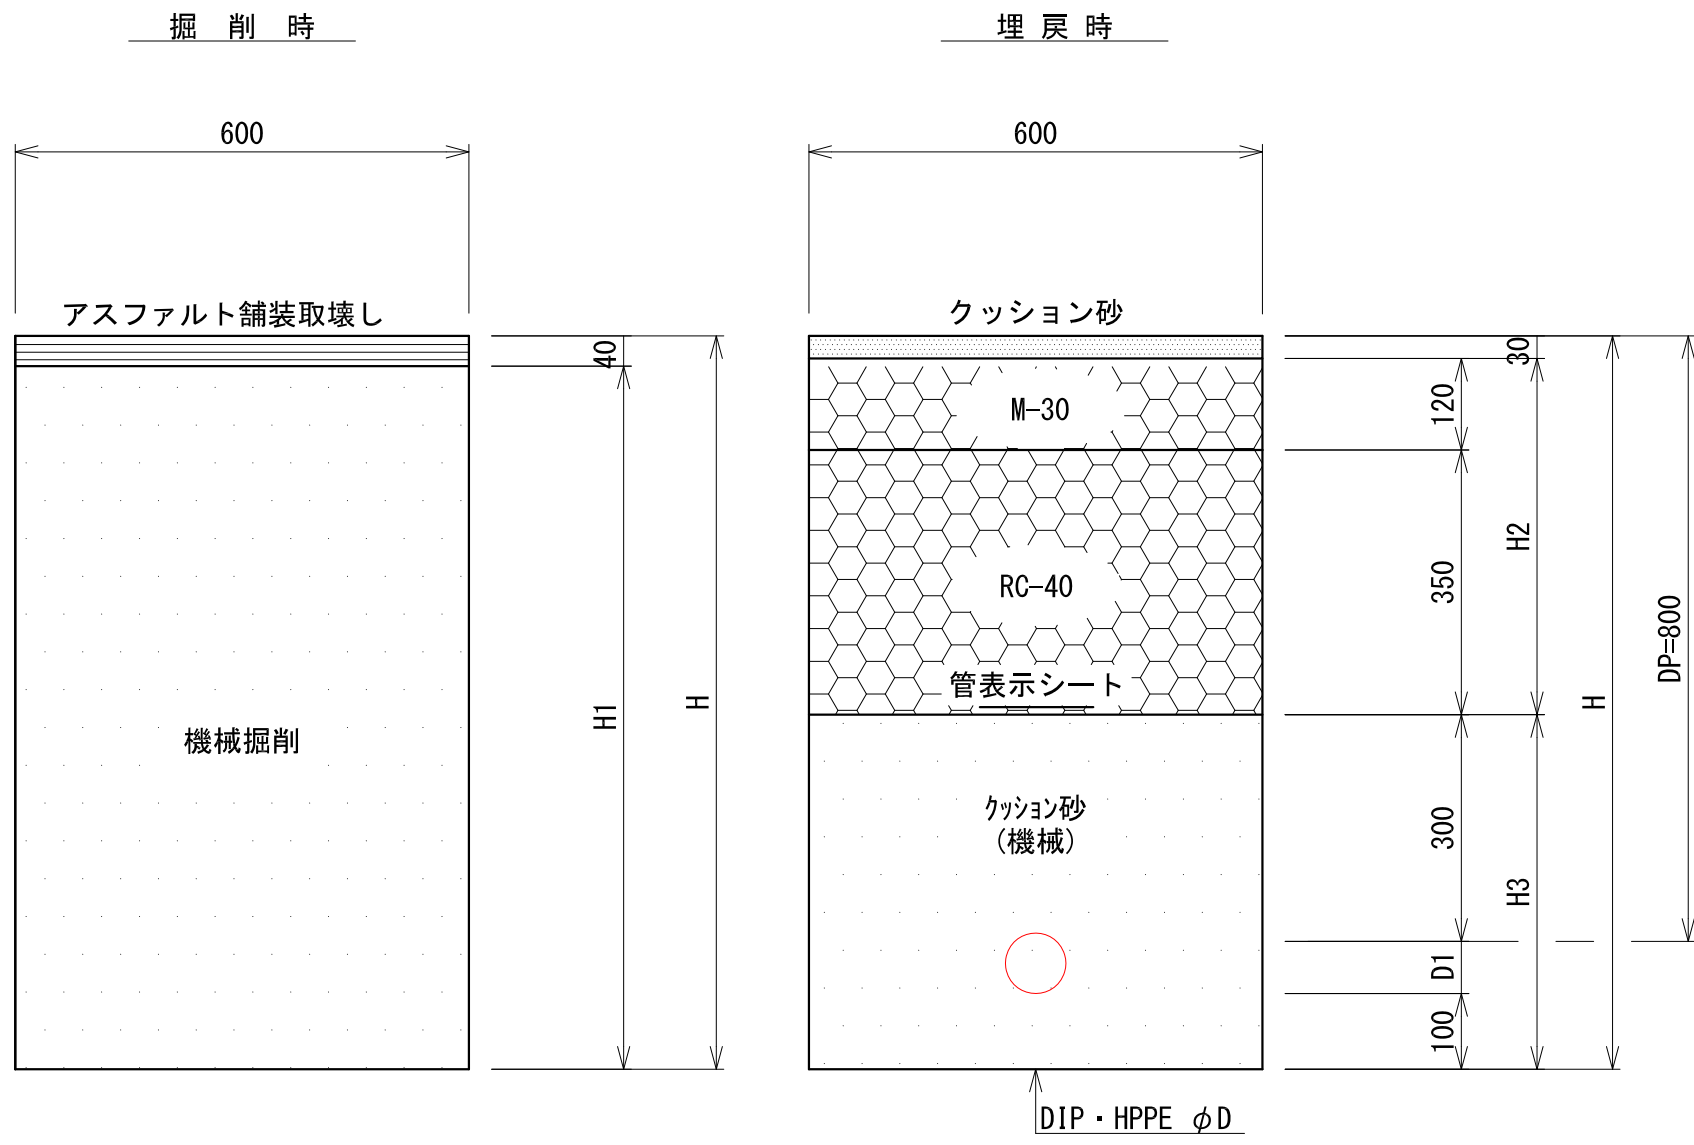 掘削時
埋戻時
600
600
アスファルト舗装取壊し
クッション砂
40
30
M-30
120
RC-40
350
H2
DP=800
管表示シート
機械掘削
H1
H
H
クッション砂
(機械)
300
H3
D1
100
DIP・HPPE φD